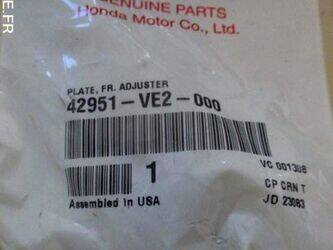 GENUINE PARTS
Honda Motor Co., Ltd.
PLATE, FR. ADJUSTER
42951-VE2-000
1
VC 001308
CP CRN T
Assembled in USA
JD 23083
E.FR